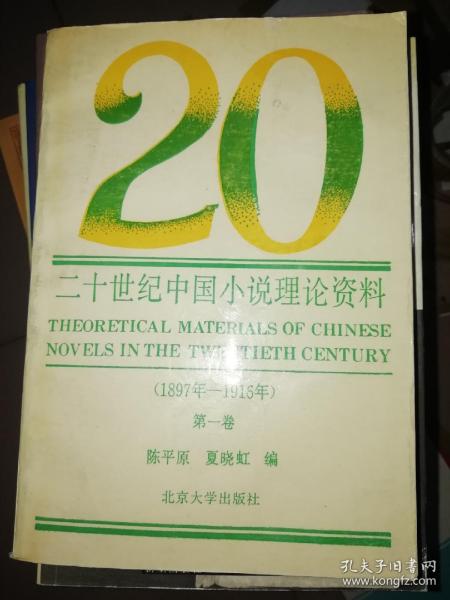 20
二十世纪中国小说理论资料
THEORETICAL MATERIALS OF CHINESE
NOVELS IN THE TWENTIETH CENTURY
(1897年—1916年)
第一卷
陈平原 夏晓虹 编
北京大学出版社
孔夫子旧书网
www.kongfz.com